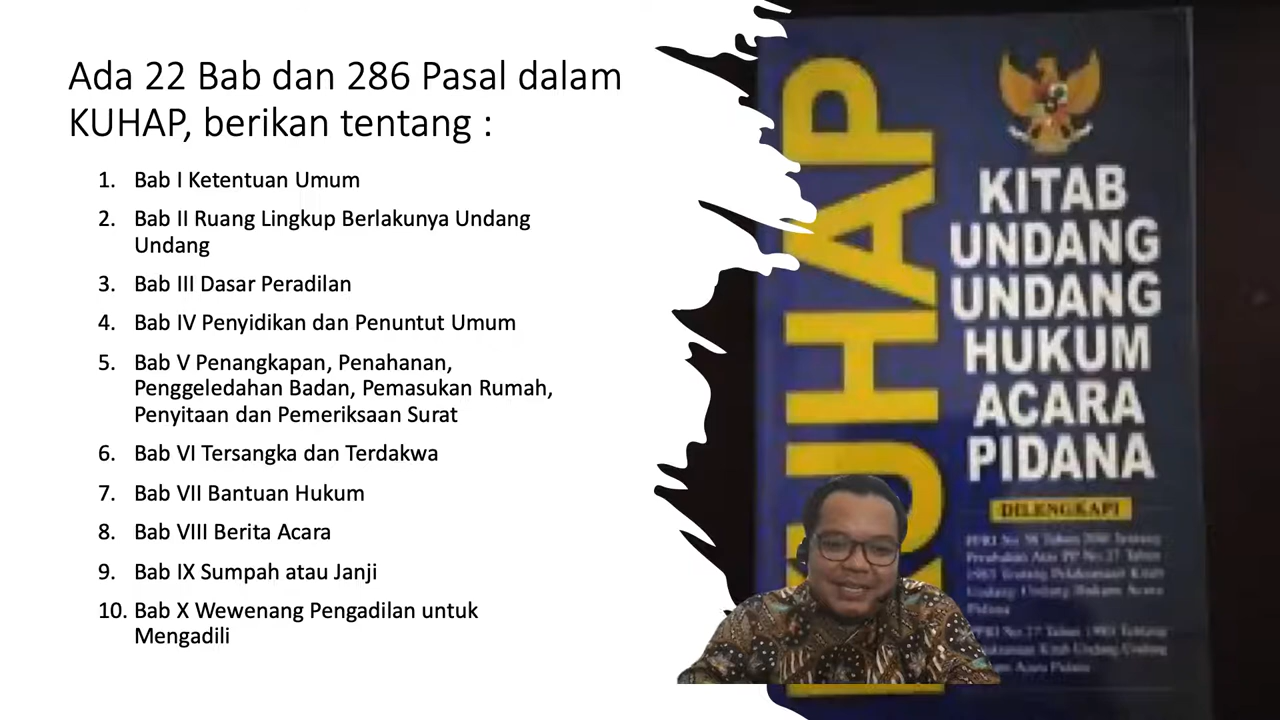 Ada 22 Bab dan 286 Pasal dalam
KUHAP, berikan tentang :
1. Bab I Ketentuan Umum
2. Bab II Ruang Lingkup Berlakunya Undang
Undang
3. Bab III Dasar Peradilan
4. Bab IV Penyidikan dan Penuntut Umum
5. Bab V Penangkapan, Penahanan,
Penggeledahan Badan, Pemasukan Rumah,
Penyitaan dan Pemeriksaan Surat
6. Bab VI Tersangka dan Terdakwa
7. Bab VII Bantuan Hukum
8. Bab VIII Berita Acara
9. Bab IX Sumpah atau Janji
10. Bab X Wewenang Pengadilan untuk
Mengadili
KUHAP
KITAB
UNDANG
UNDANG
HUKUM
ACARA
PIDANA
DILENGKAPI